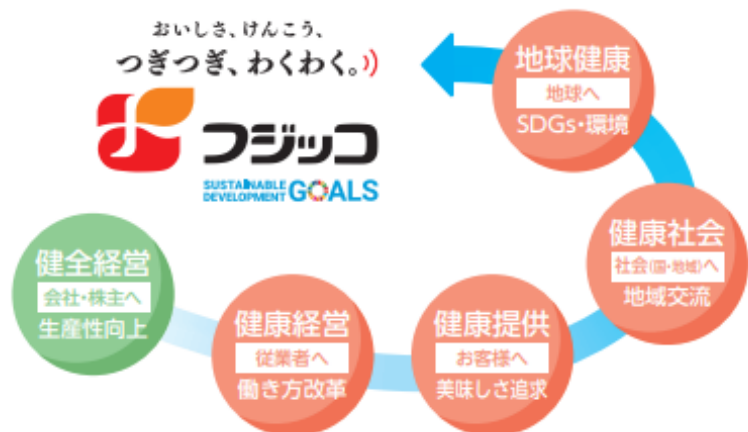 おいしさ、けんこう、
つぎつぎ、わくわく。
フジッコ
SUSTAINABLE
DEVELOPMENT GOALS
地球健康
地球へ
SDGs・環境
健康社会
社会(国・地域)へ
地域交流
健康提供
お客様へ
美味しさ追求
健康経営
従業者へ
働き方改革
健全経営
会社・株主へ
生産性向上